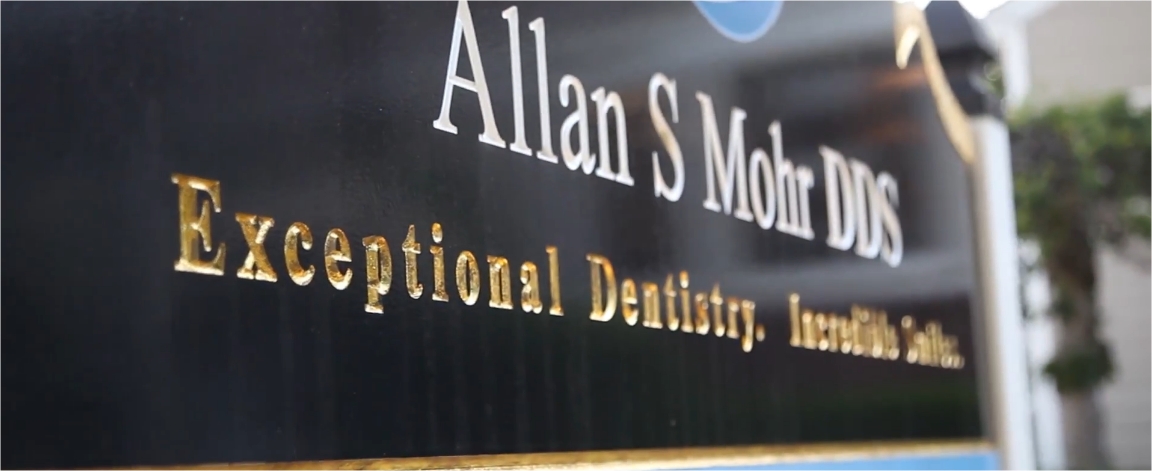 Allan S Mohr DDS
Exceptional Dentistry. Incredible Smiles.